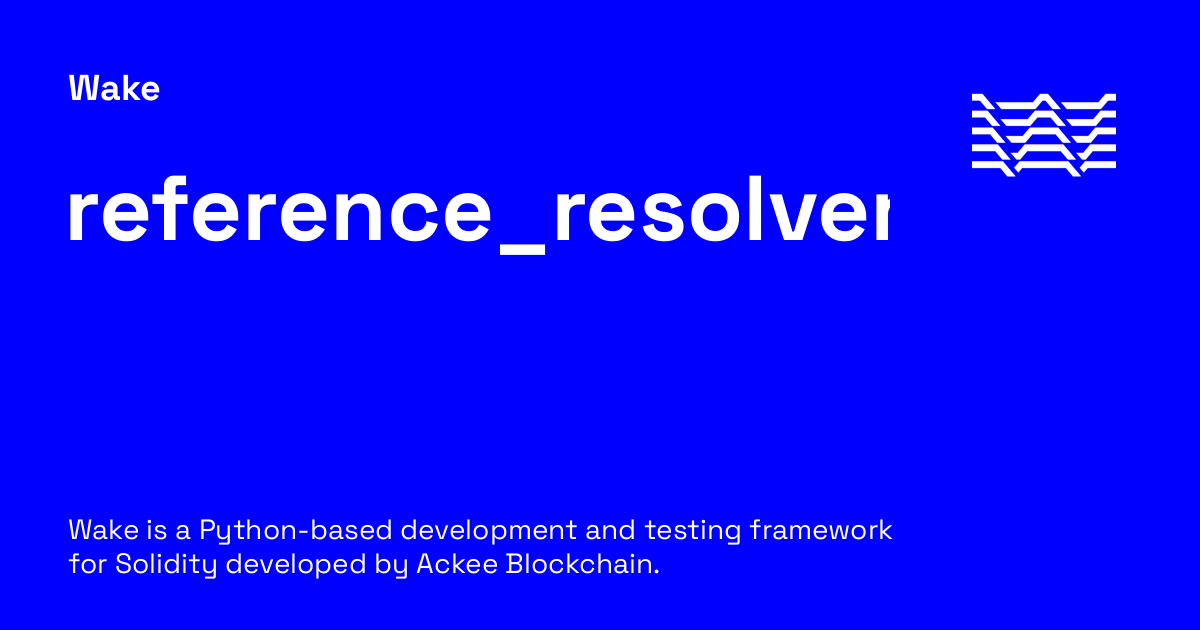 Wake
reference_resolver
Wake is a Python-based development and testing framework
for Solidity developed by Ackee Blockchain.